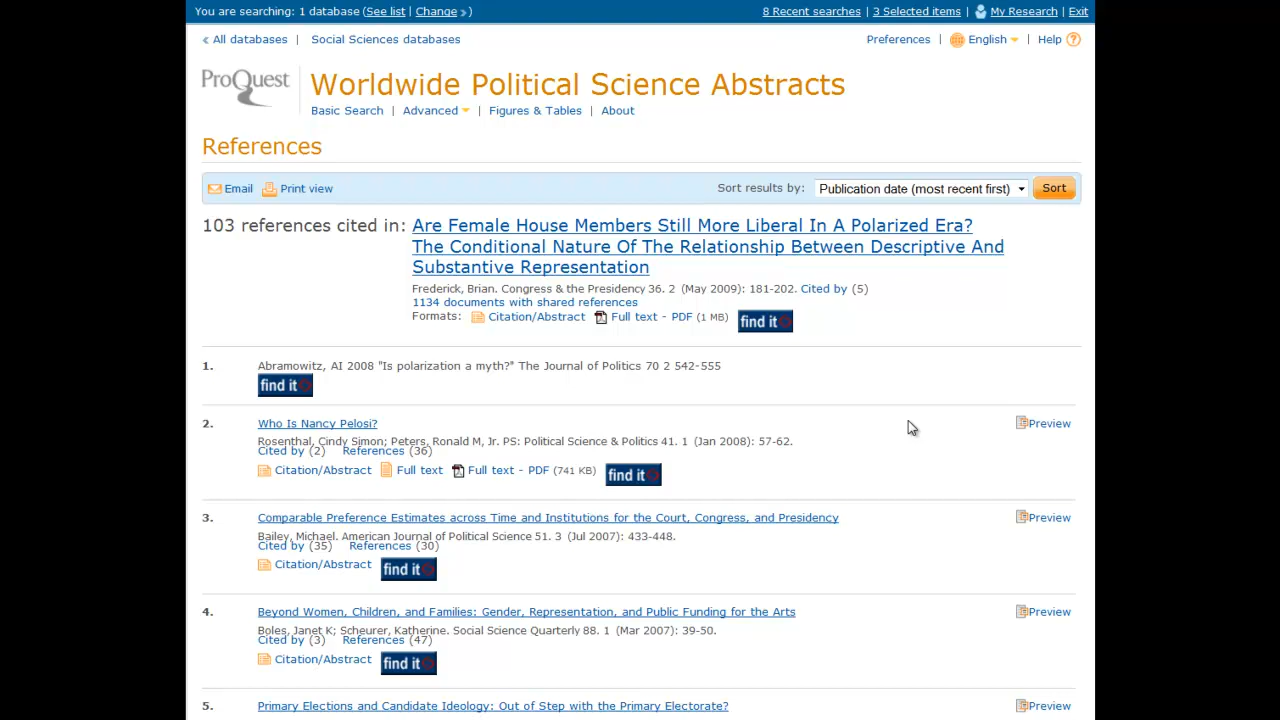 You are searching: 1 database (See list | Change »)
8 Recent searches | 3 Selected items | My Research | Exit
« All databases | Social Sciences databases
Preferences | English | Help ?
ProQuest
Worldwide Political Science Abstracts
Basic Search | Advanced | Figures & Tables | About
References
Email Print view
Sort results by: Publication date (most recent first) Sort
103 references cited in: Are Female House Members Still More Liberal In A Polarized Era?
The Conditional Nature Of The Relationship Between Descriptive And
Substantive Representation
Frederick, Brian. Congress & the Presidency 36. 2 (May 2009): 181-202. Cited by (5)
1134 documents with shared references
Formats: Citation/Abstract Full text - PDF (1 MB) find it
1. Abramowitz, AI 2008 "Is polarization a myth?" The Journal of Politics 70 2 542-555
find it
2. Who Is Nancy Pelosi? Preview
Rosenthal, Cindy Simon; Peters, Ronald M, Jr. PS: Political Science & Politics 41. 1 (Jan 2008): 57-62.
Cited by (2) References (36)
Citation/Abstract Full text Full text - PDF (741 KB) find it
3. Comparable Preference Estimates across Time and Institutions for the Court, Congress, and Presidency Preview
Bailey, Michael. American Journal of Political Science 51. 3 (Jul 2007): 433-448.
Cited by (35) References (30)
Citation/Abstract find it
4. Beyond Women, Children, and Families: Gender, Representation, and Public Funding for the Arts Preview
Boles, Janet K; Scheurer, Katherine. Social Science Quarterly 88. 1 (Mar 2007): 39-50.
Cited by (3) References (47)
Citation/Abstract find it
5. Primary Elections and Candidate Ideology: Out of Step with the Primary Electorate? Preview